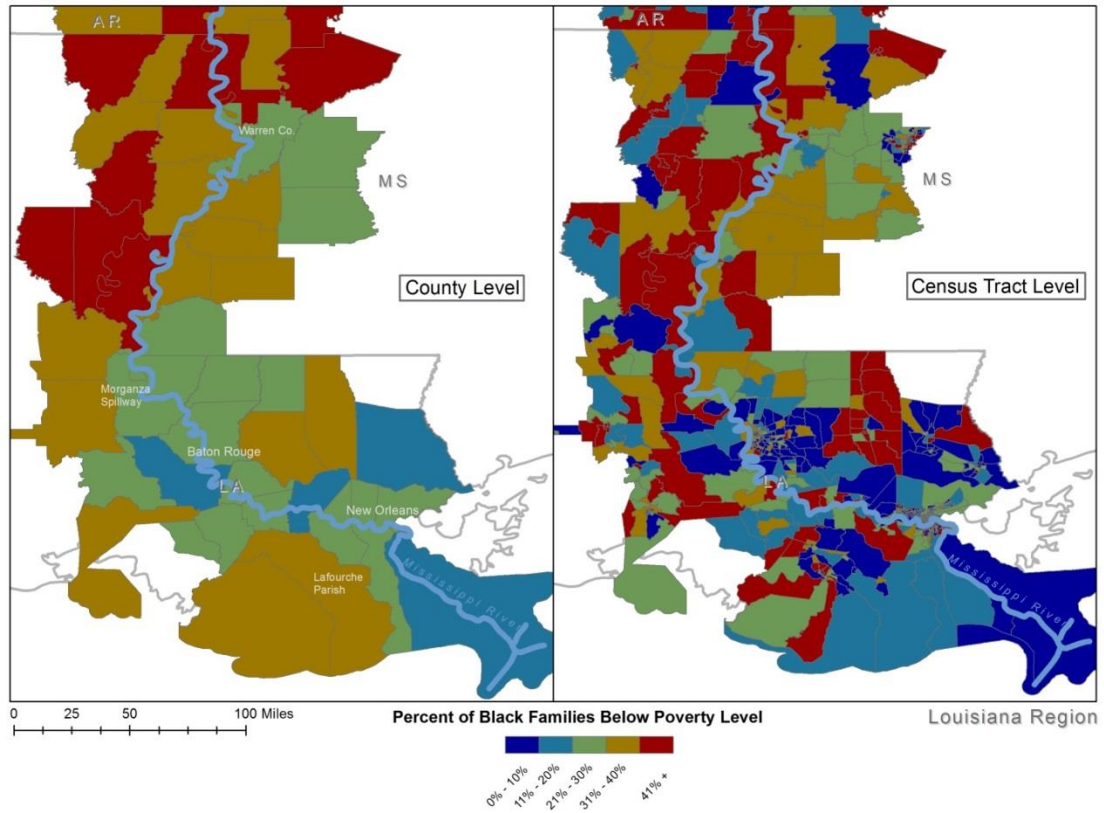 AR
Warren Co.
MS
County Level
Morganza
Spillway
Baton Rouge
LA
New Orleans
Lafourche
Parish
Mississippi River
AR
MS
Census Tract Level
LA
Mississippi River
0 25 50 100 Miles
Percent of Black Families Below Poverty Level
Louisiana Region
0% - 10%
11% - 20%
21% - 30%
31% - 40%
41% +